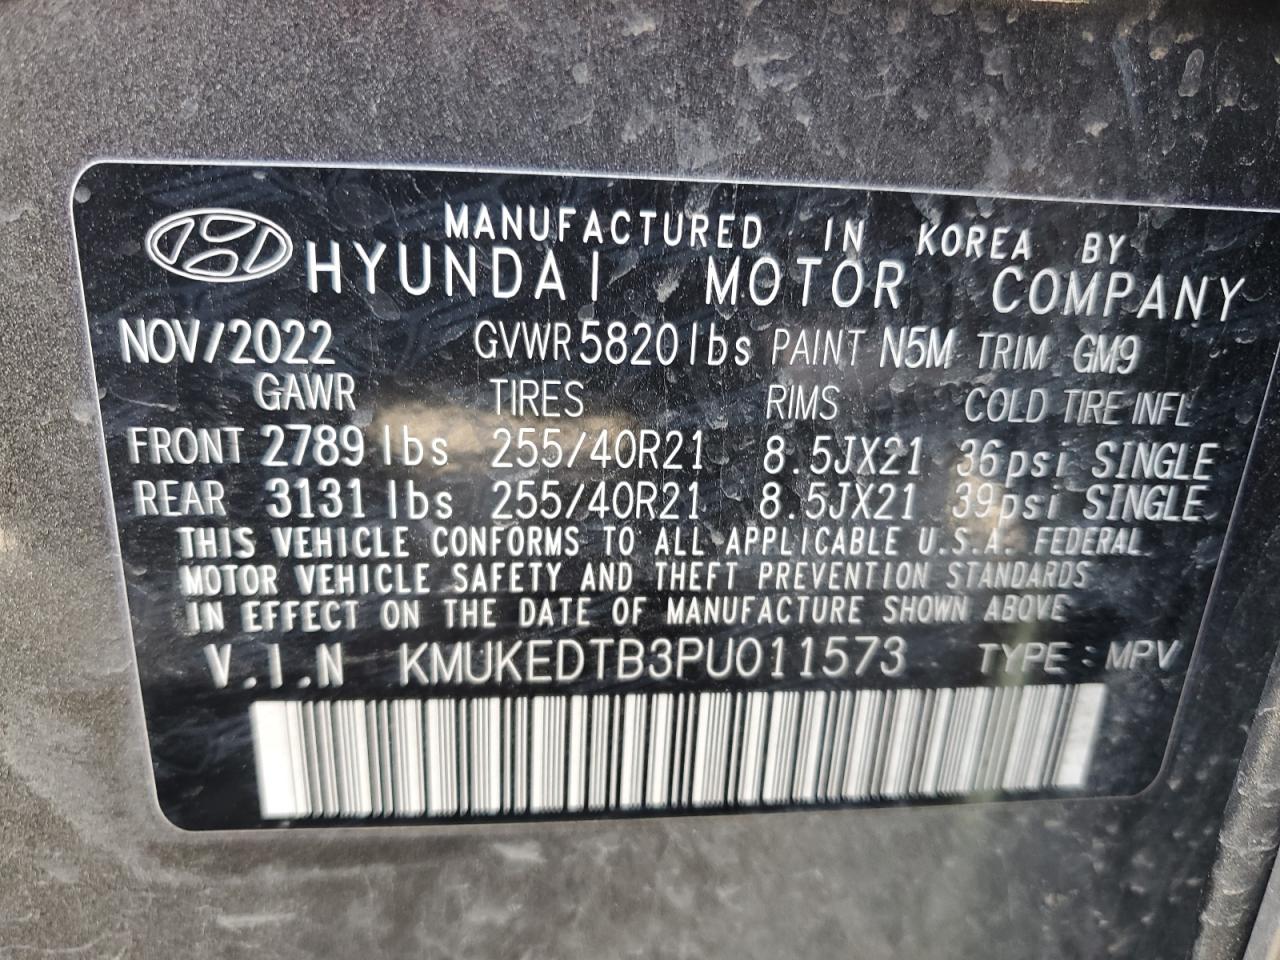 MANUFACTURED IN KOREA BY
HYUNDAI MOTOR COMPANY
NOV/2022 GVWR 5820 lbs PAINT N5M TRIM GM9
GAWR TIRES RIMS COLD TIRE INFL
FRONT 2789 lbs 255/40R21 8.5JX21 36psi SINGLE
REAR 3131 lbs 255/40R21 8.5JX21 39psi SINGLE
THIS VEHICLE CONFORMS TO ALL APPLICABLE U.S.A. FEDERAL
MOTOR VEHICLE SAFETY AND THEFT PREVENTION STANDARDS
IN EFFECT ON THE DATE OF MANUFACTURE SHOWN ABOVE
V.I.N KMUKEDTB3PU011573 TYPE : MPV